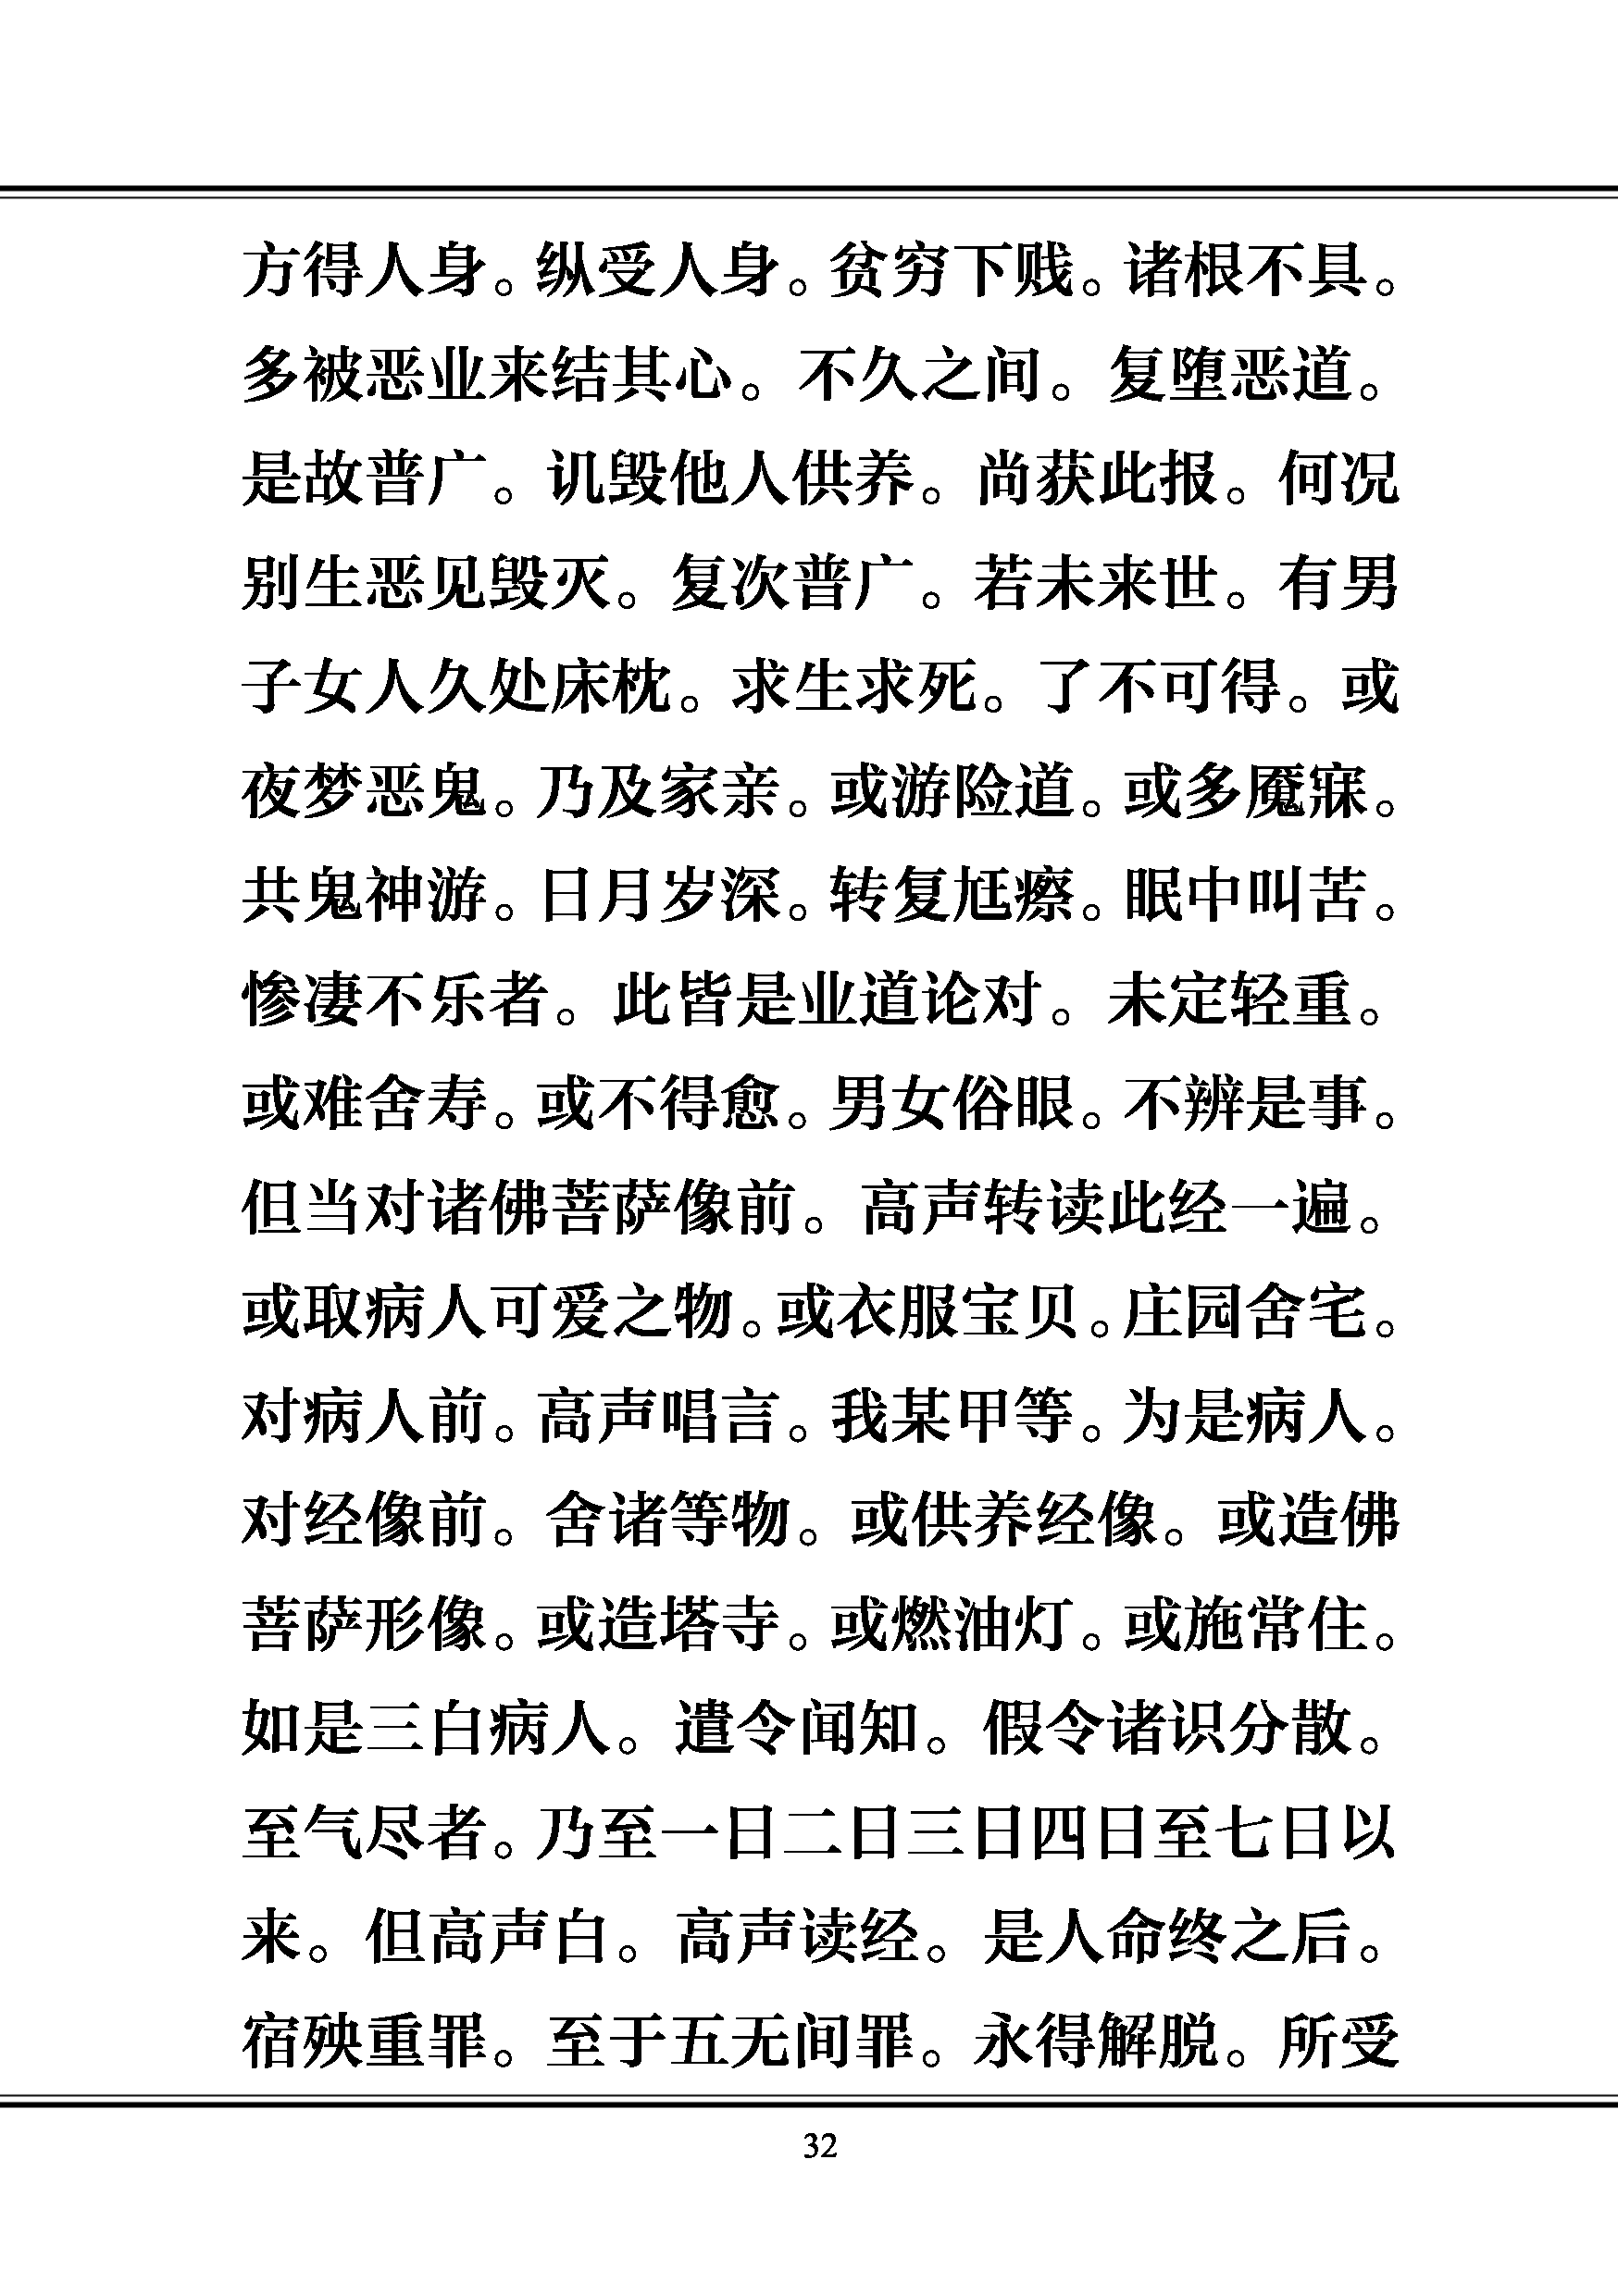 方得人身。纵受人身。贫穷下贱。诸根不具。
多被恶业来结其心。不久之间。复堕恶道。
是故普广。讥毁他人供养。尚获此报。何况
别生恶见毁灭。复次普广。若未来世。有男
子女人久处床枕。求生求死。了不可得。或
夜梦恶鬼。乃及家亲。或游险道。或多魇寐。
共鬼神游。日月岁深。转复尪瘵。眠中叫苦。
惨凄不乐者。此皆是业道论对。未定轻重。
或难舍寿。或不得愈。男女俗眼。不辨是事。
但当对诸佛菩萨像前。高声转读此经一遍。
或取病人可爱之物。或衣服宝贝。庄园舍宅。
对病人前。高声唱言。我某甲等。为是病人。
对经像前。舍诸等物。或供养经像。或造佛
菩萨形像。或造塔寺。或燃油灯。或施常住。
如是三白病人。遣令闻知。假令诸识分散。
至气尽者。乃至一日二日三日四日至七日以
来。但高声白。高声读经。是人命终之后。
宿殃重罪。至于五无间罪。永得解脱。所受
32